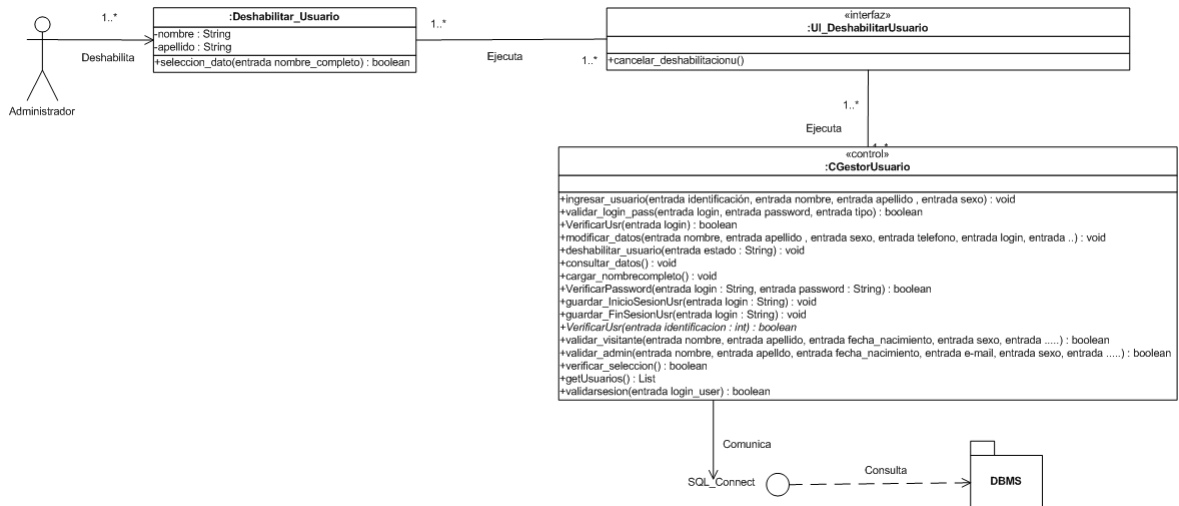 1..*
:Deshabilitar_Usuario
-nombre : String
-apellido : String
+seleccion_dato(entrada nombre_completo) : boolean
Deshabilita
Administrador
1..*
Ejecuta
1..*
«interfaz»
:UI_DeshabilitarUsuario
+cancelar_deshabilitacionu()
1..*
Ejecuta
1..*
«control»
:CGestorUsuario
+ingresar_usuario(entrada identificación, entrada nombre, entrada apellido , entrada sexo) : void
+validar_login_pass(entrada login, entrada password, entrada tipo) : boolean
+VerificarUsr(entrada login) : boolean
+modificar_datos(entrada nombre, entrada apellido , entrada sexo, entrada telefono, entrada login, entrada ..) : void
+deshabilitar_usuario(entrada estado : String) : void
+consultar_datos() : void
+cargar_nombrecompleto() : void
+VerificarPassword(entrada login : String, entrada password : String) : boolean
+guardar_InicioSesionUsr(entrada login : String) : void
+guardar_FinSesionUsr(entrada login : String) : void
+VerificarUsr(entrada identificacion : int) : boolean
+validar_visitante(entrada nombre, entrada apellido, entrada fecha_nacimiento, entrada sexo, entrada .....) : boolean
+validar_admin(entrada nombre, entrada apelldo, entrada fecha_nacimiento, entrada e-mail, entrada sexo, entrada .....) : boolean
+verificar_seleccion() : boolean
+getUsuarios() : List
+validarsesion(entrada login_user) : boolean
Comunica
SQL_Connect
Consulta
DBMS